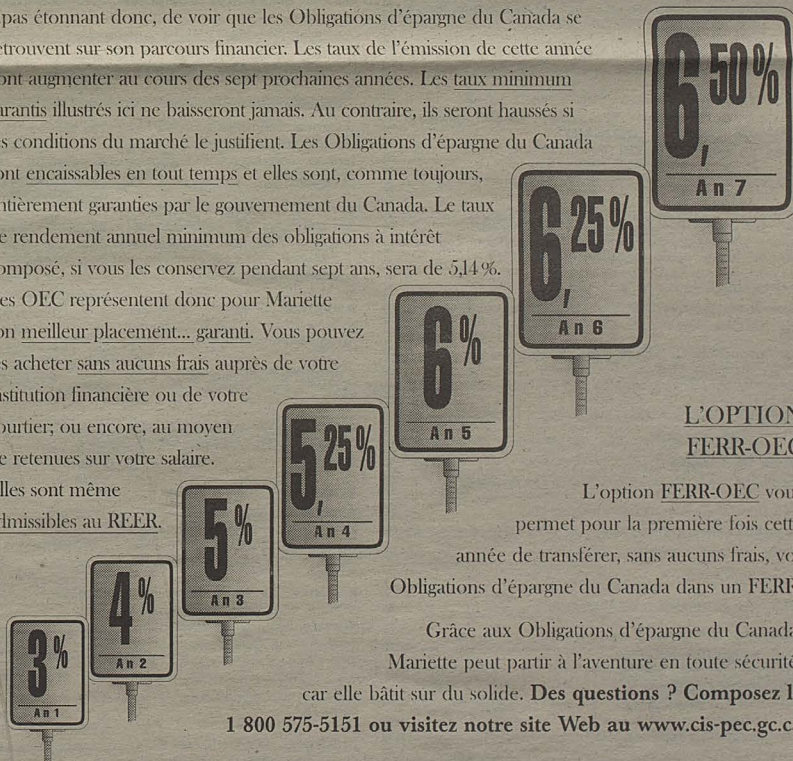 pas étonnant donc, de voir que les Obligations d'épargne du Canada se
etrouvent sur son parcours financier. Les taux de l'émission de cette année
ont augmenter au cours des sept prochaines années. Les taux minimum
arantis illustrés ici ne baisseront jamais. Au contraire, ils seront haussés si
es conditions du marché le justifient. Les Obligations d'épargne du Canada
ont encaissables en tout temps et elles sont, comme toujours,
ntièrement garanties par le gouvernement du Canada. Le taux
e rendement annuel minimum des obligations à intérêt
omposé, si vous les conservez pendant sept ans, sera de 5,14 %.
es OEC représentent donc pour Mariette
on meilleur placement... garanti. Vous pouvez
es acheter sans aucuns frais auprès de votre
nstitution financière ou de votre
ourtier; ou encore, au moyen
e retenues sur votre salaire.
lles sont même
dmissibles au REER.
3%
An 1
4%
An 2
5%
An 3
5,25%
An 4
6%
An 5
6,25%
An 6
6,50%
An 7
L'OPTION
FERR-OEC
L'option FERR-OEC vou
permet pour la première fois cett
année de transférer, sans aucuns frais, vo
Obligations d'épargne du Canada dans un FERR
Grâce aux Obligations d'épargne du Canada
Mariette peut partir à l'aventure en toute sécurité
car elle bâtit sur du solide. Des questions ? Composez l
1 800 575-5151 ou visitez notre site Web au www.cis-pec.gc.c